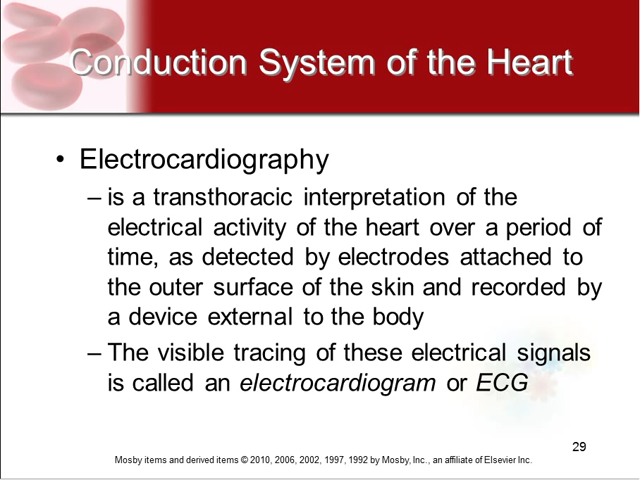 Conduction System of the Heart
• Electrocardiography
– is a transthoracic interpretation of the
electrical activity of the heart over a period of
time, as detected by electrodes attached to
the outer surface of the skin and recorded by
a device external to the body
– The visible tracing of these electrical signals
is called an electrocardiogram or ECG
29
Mosby items and derived items © 2010, 2006, 2002, 1997, 1992 by Mosby, Inc., an affiliate of Elsevier Inc.